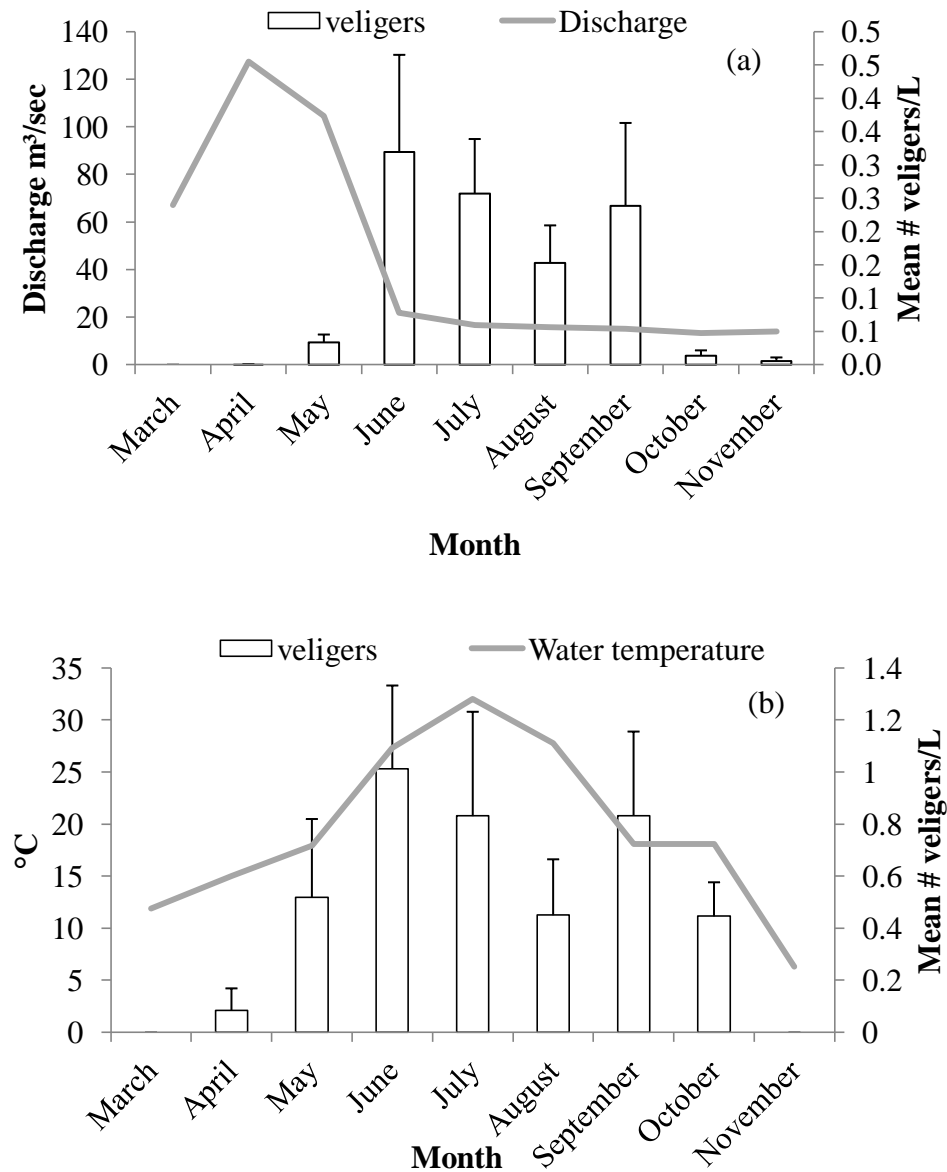 veligers Discharge
(a)
140
120
100
80
60
40
20
0
Discharge m³/sec
0.5
0.5
0.4
0.4
0.3
0.3
0.2
0.2
0.1
0.1
0.0
Mean # veligers/L
March April May June July August September October November
Month
veligers Water temperature
(b)
35
30
25
20
15
10
5
0
°C
1.4
1.2
1
0.8
0.6
0.4
0.2
0
Mean # veligers/L
March April May June July August September October November
Month